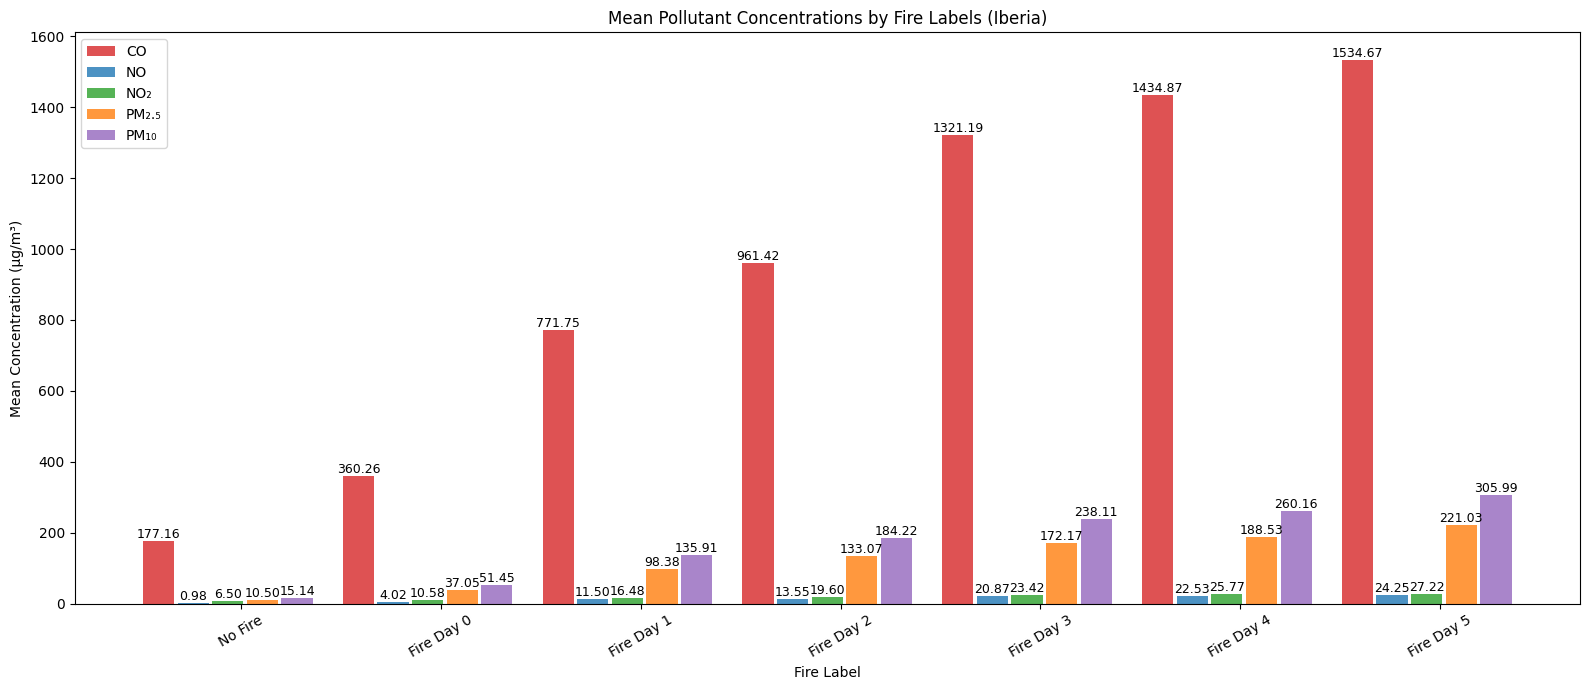 Mean Pollutant Concentrations by Fire Labels (Iberia)
Mean Concentration (µg/m³)
1600
1400
1200
1000
800
600
400
200
0
CO
NO
NO₂
PM₂.₅
PM₁₀
177.16
0.98
6.50
10.50
15.14
360.26
4.02
10.58
37.05
51.45
771.75
11.50
16.48
98.38
135.91
961.42
13.55
19.60
133.07
184.22
1321.19
20.87
23.42
172.17
238.11
1434.87
22.53
25.77
188.53
260.16
1534.67
24.25
27.22
221.03
305.99
No Fire
Fire Day 0
Fire Day 1
Fire Day 2
Fire Day 3
Fire Day 4
Fire Day 5
Fire Label